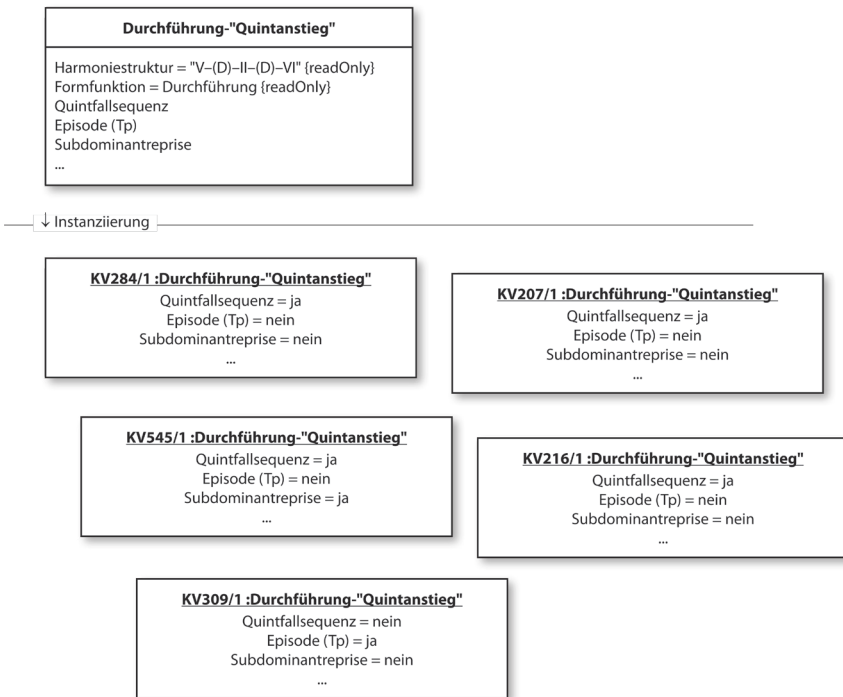 Durchführung-"Quintanstieg"
Harmoniestruktur = "V–(D)–II–(D)–VI" {readOnly}
Formfunktion = Durchführung {readOnly}
Quintfallsequenz
Episode (Tp)
Subdominantreprise
...
↓ Instanziierung
KV284/1 :Durchführung-"Quintanstieg"
Quintfallsequenz = ja
Episode (Tp) = nein
Subdominantreprise = nein
...
KV207/1 :Durchführung-"Quintanstieg"
Quintfallsequenz = ja
Episode (Tp) = nein
Subdominantreprise = nein
...
KV545/1 :Durchführung-"Quintanstieg"
Quintfallsequenz = ja
Episode (Tp) = nein
Subdominantreprise = ja
...
KV216/1 :Durchführung-"Quintanstieg"
Quintfallsequenz = ja
Episode (Tp) = nein
Subdominantreprise = nein
...
KV309/1 :Durchführung-"Quintanstieg"
Quintfallsequenz = nein
Episode (Tp) = ja
Subdominantreprise = nein
...